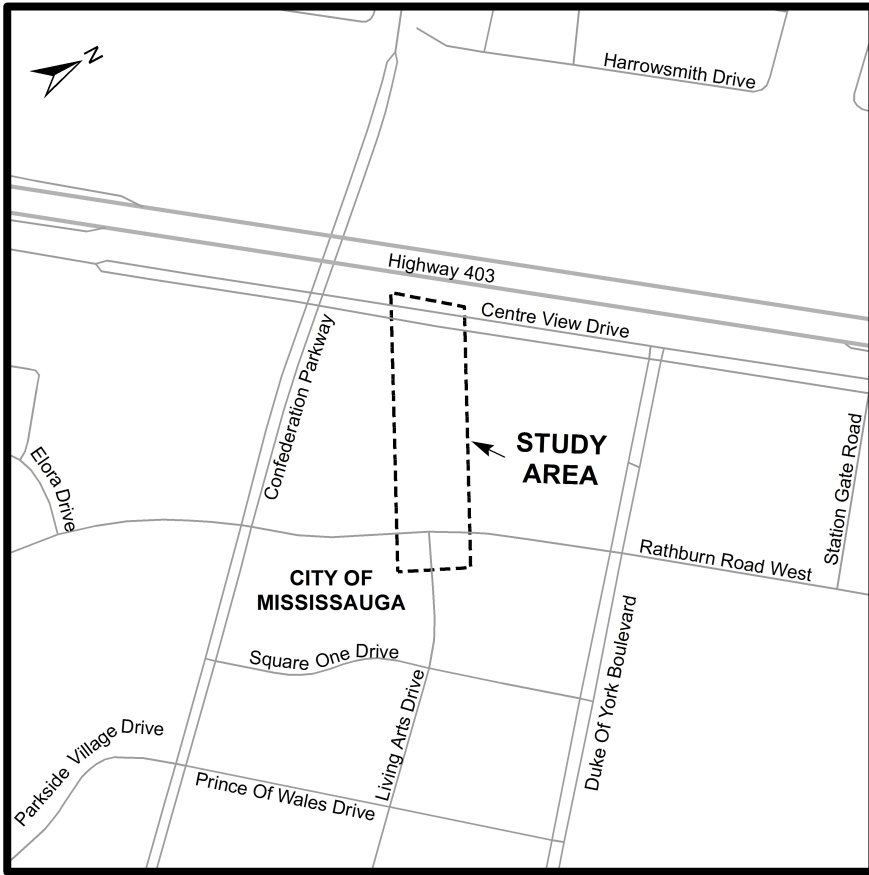 N
Harrowsmith Drive
Highway 403
Centre View Drive
Confederation Parkway
STUDY
AREA
Station Gate Road
Elora Drive
Rathburn Road West
CITY OF
MISSISSAUGA
Square One Drive
Duke Of York Boulevard
Living Arts Drive
Parkside Village Drive
Prince Of Wales Drive